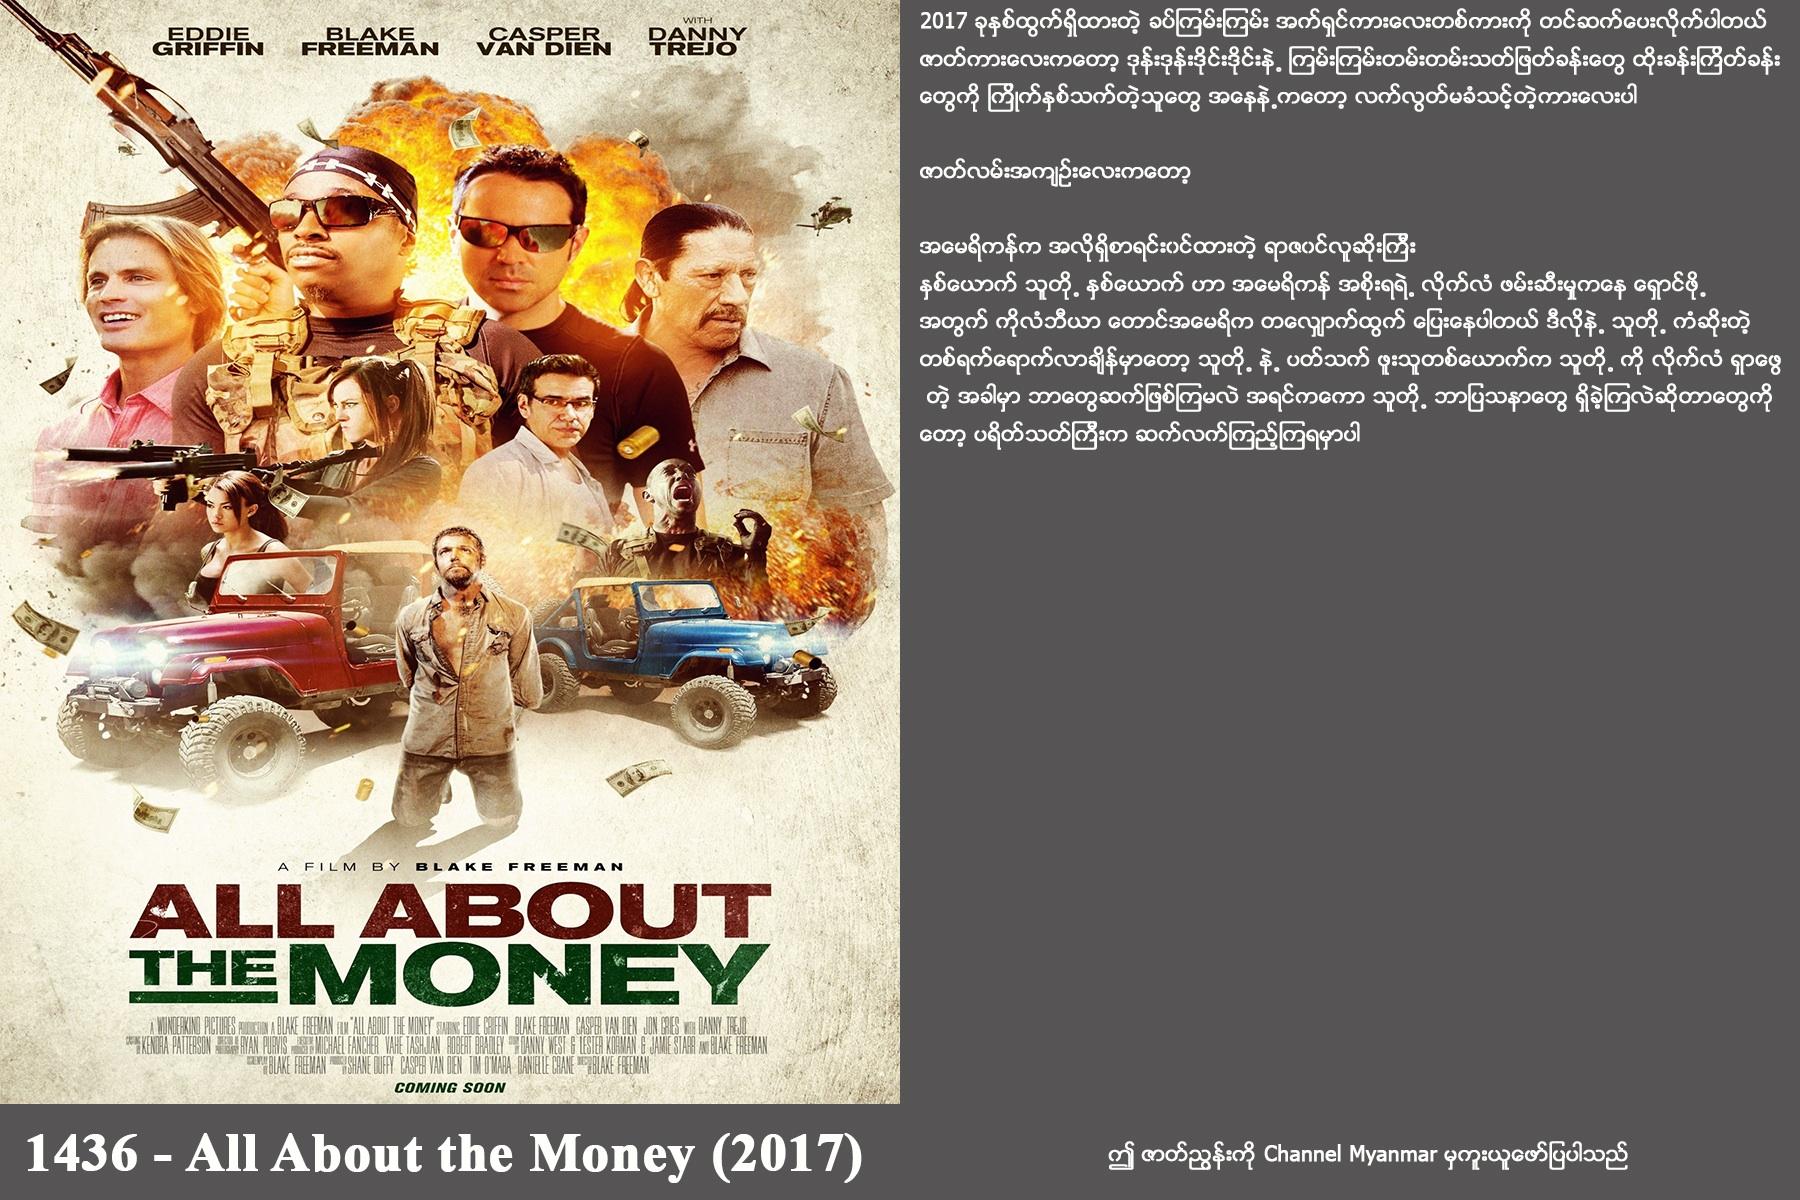 EDDIE GRIFFIN
BLAKE FREEMAN
CASPER VAN DIEN
WITH DANNY TREJO
A FILM BY BLAKE FREEMAN
ALL ABOUT
THE MONEY
A WUNDERKIND PICTURES PRODUCTION A BLAKE FREEMAN FILM "ALL ABOUT THE MONEY" STARRING EDDIE GRIFFIN BLAKE FREEMAN CASPER VAN DIEN JON GRIES WITH DANNY TREJO
CASTING BY KENDRA PATTERSON DIRECTOR OF PHOTOGRAPHY RYAN PURVIS EXECUTIVE PRODUCED BY MICHAEL FANCHER VAHE TASHJIAN ROBERT BRADLEY STORY BY DANNY WEST & LESTER KORMAN & JAMIE STARR AND BLAKE FREEMAN
SCREENPLAY BY BLAKE FREEMAN PRODUCED BY SHANE DUFFY CASPER VAN DIEN TIM O'MARA DANIELLE CRANE DIRECTED BY BLAKE FREEMAN
COMING SOON
1436 - All About the Money (2017)
2017 ခုနှစ်ထွက်ရှိထားတဲ့ ခပ်ကြမ်းကြမ်း အက်ရှင်ကားလေးတစ်ကားကို တင်ဆက်ပေးလိုက်ပါတယ်
ဇာတ်ကားလေးကတော့ ဒုန်းဒုန်းဒိုင်းဒိုင်းနဲ့ ကြမ်းကြမ်းတမ်းတမ်းသတ်ဖြတ်ခန်းတွေ ထိုးခန်းကြိတ်ခန်း
တွေကို ကြိုက်နှစ်သက်တဲ့သူတွေ အနေနဲ့ကတော့ လက်လွတ်မခံသင့်တဲ့ကားလေးပါ
ဇာတ်လမ်းအကျဉ်းလေးကတော့
အမေရိကန်က အလိုရှိစာရင်းဝင်ထားတဲ့ ရာဇဝင်လူဆိုးကြီး
နှစ်ယောက် သူတို့ နှစ်ယောက် ဟာ အမေရိကန် အစိုးရရဲ့ လိုက်လံ ဖမ်းဆီးမှုကနေ ရှောင်ဖို့
အတွက် ကိုလံဘီယာ တောင်အမေရိက တလျှောက်ထွက် ပြေးနေပါတယ် ဒီလိုနဲ့ သူတို့ ကံဆိုးတဲ့
တစ်ရက်ရောက်လာချိန်မှာတော့ သူတို့ နဲ့ ပတ်သက် ဖူးသူတစ်ယောက်က သူတို့ ကို လိုက်လံ ရှာဖွေ
တဲ့ အခါမှာ ဘာတွေဆက်ဖြစ်ကြမလဲ အရင်ကကော သူတို့ ဘာပြသနာတွေ ရှိခဲ့ကြလဲဆိုတာတွေကို
တော့ ပရိတ်သတ်ကြီးက ဆက်လက်ကြည့်ကြရမှာပါ
ဤ ဇာတ်ညွှန်းကို Channel Myanmar မှကူးယူဖော်ပြပါသည်